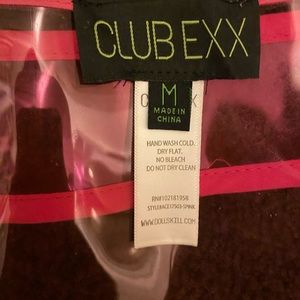 CLUB EXX
M
MADE IN
CHINA
HAND WASH COLD.
DRY FLAT.
NO BLEACH
DO NOT DRY CLEAN
WWW.DOLLSKILL.COM